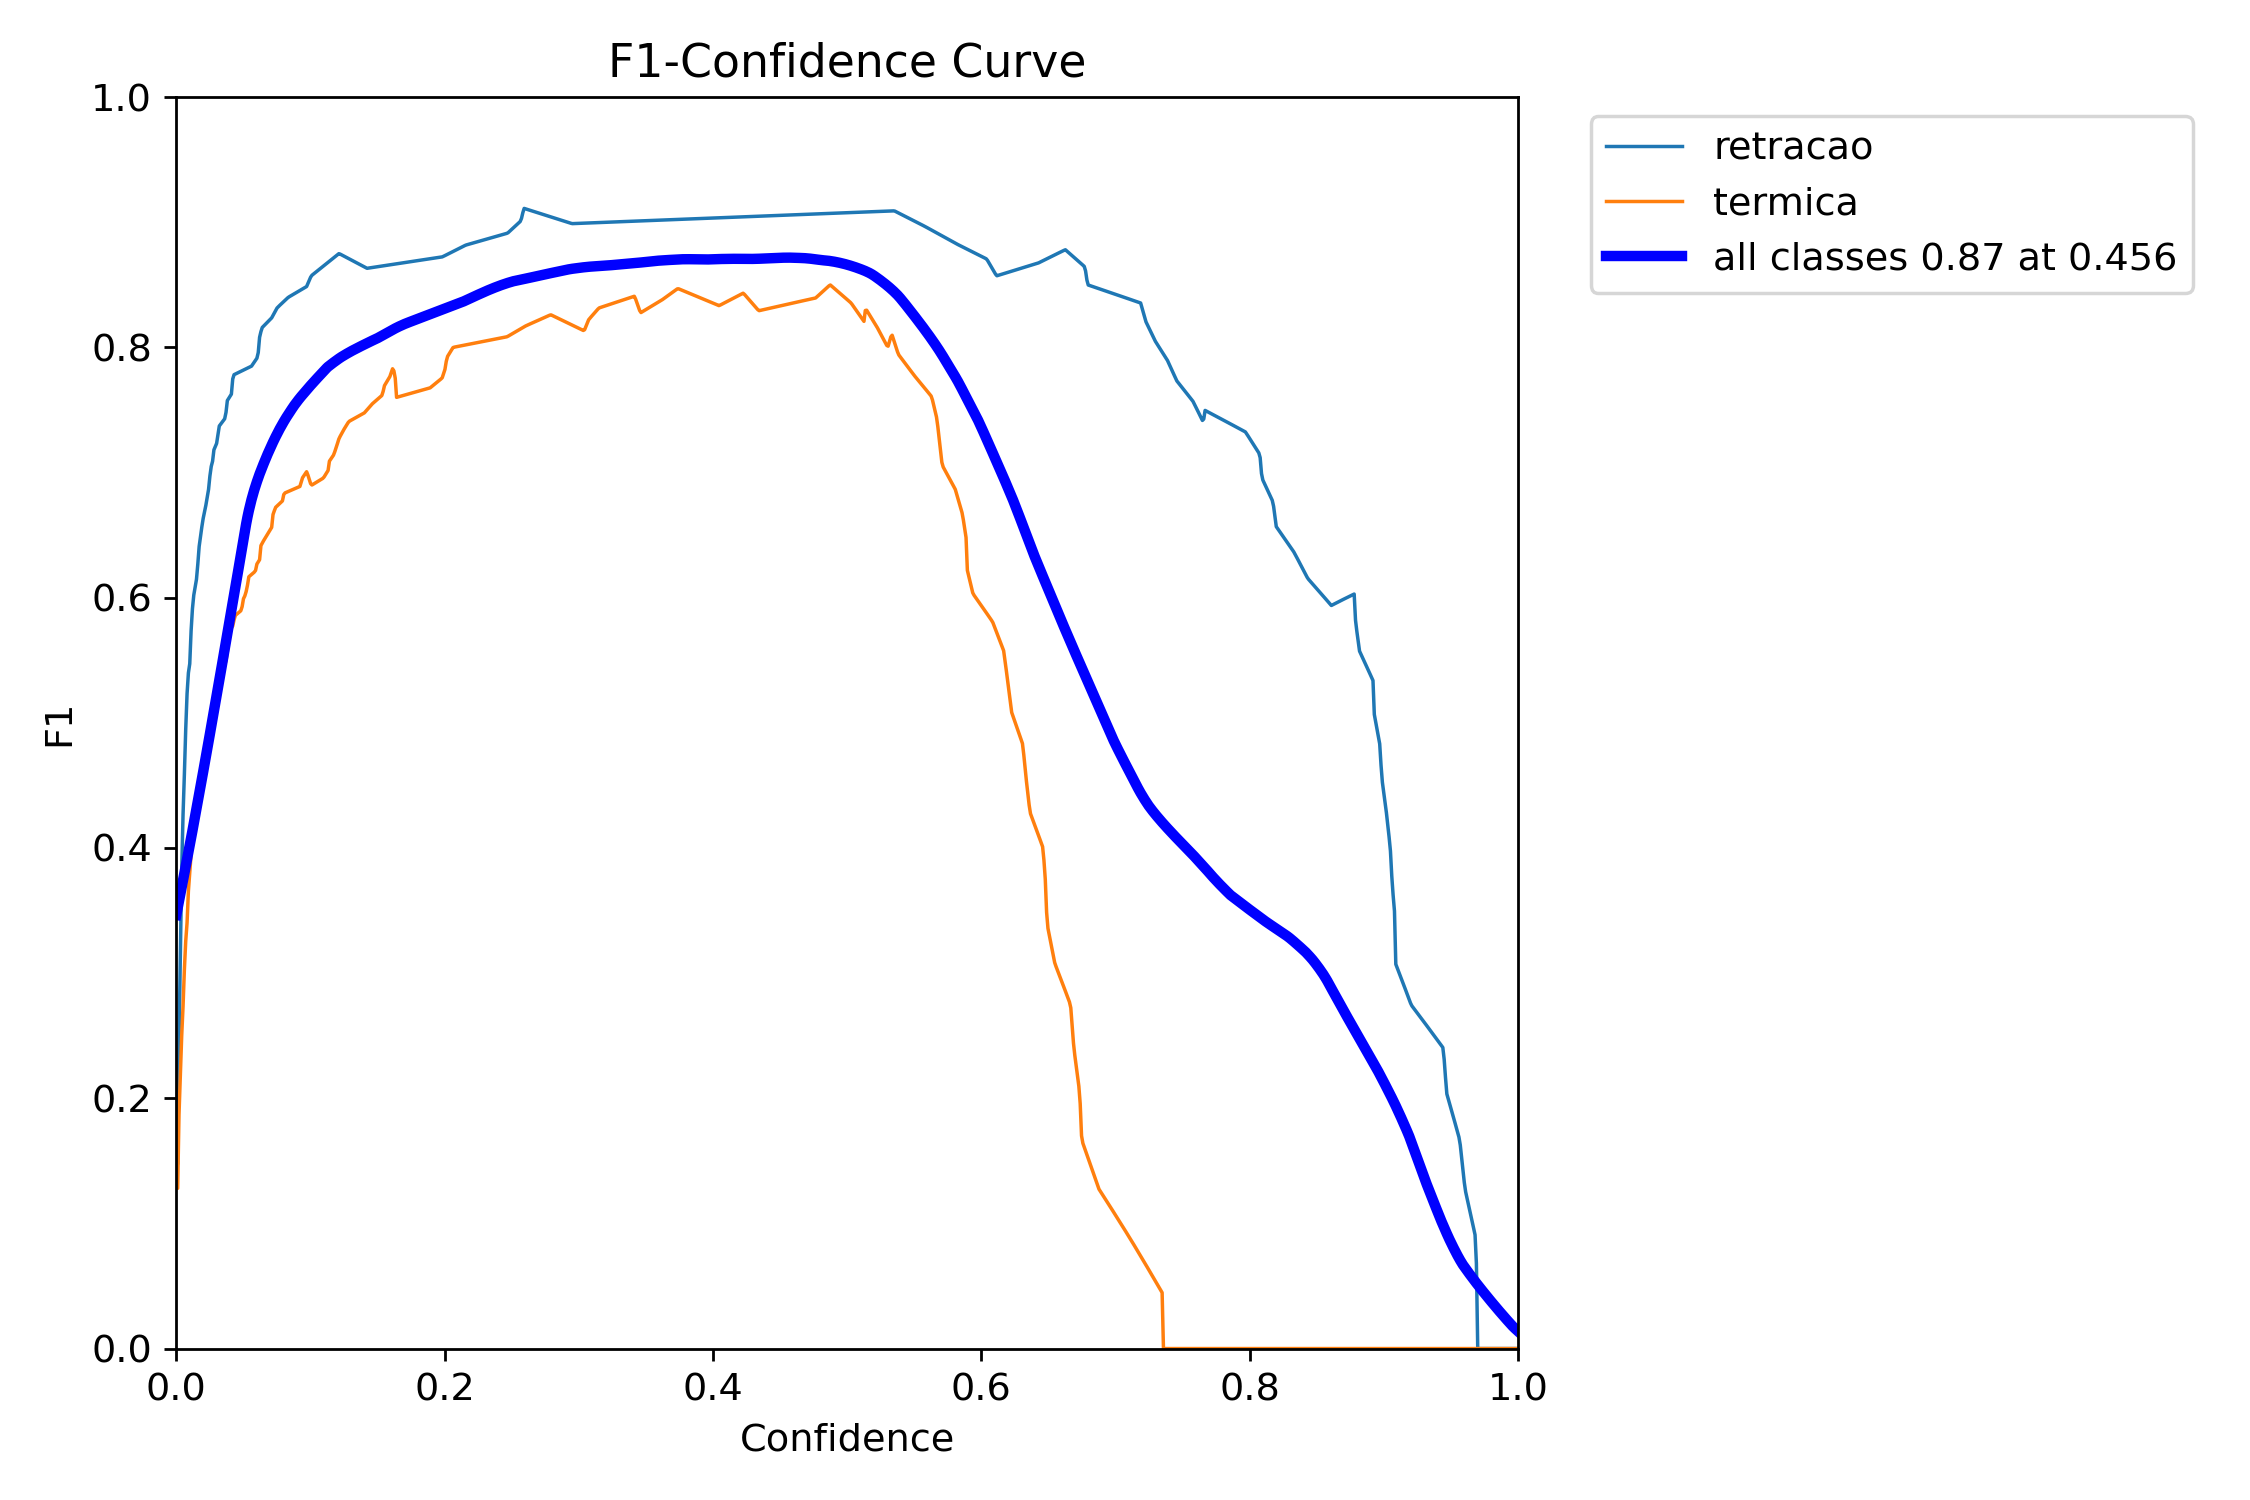 F1-Confidence Curve
retracao
termica
all classes 0.87 at 0.456
F1
1.0
0.8
0.6
0.4
0.2
0.0
0.0 0.2 0.4 0.6 0.8 1.0
Confidence